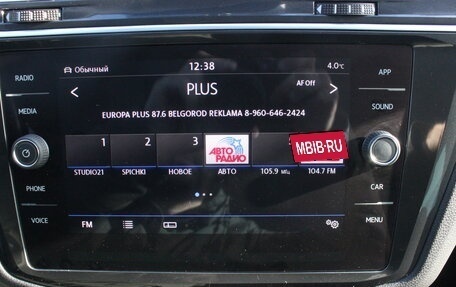 Обычный 12:38 4.0°C
RADIO APP
PLUS AF Off
MEDIA SOUND
EUROPA PLUS 87.6 BELGOROD REKLAMA 8-960-646-2424
1 2 3
АВТО РАДИО
MBIB.RU
STUDIO21 SPICHKI НОВОЕ АВТО 105.9 МГЦ 104.7 FM
PHONE CAR
VOICE FM MENU